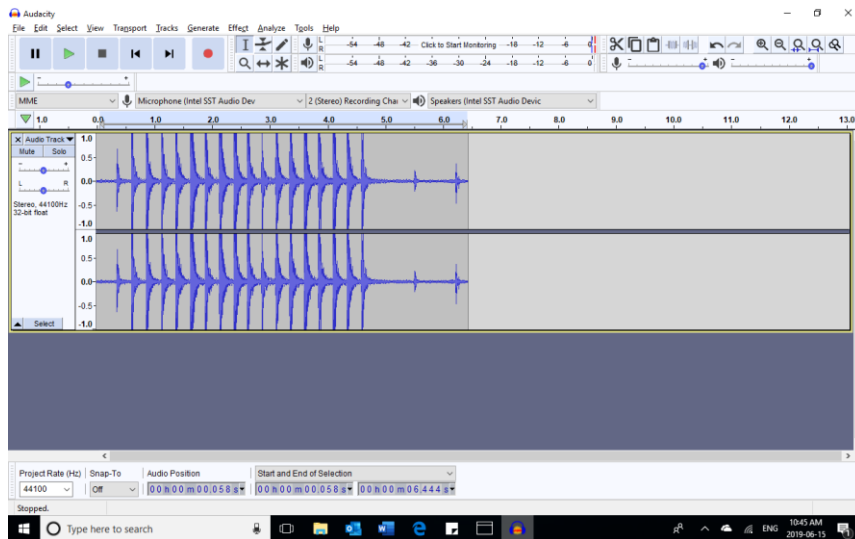 Audacity
File Edit Select View Transport Tracks Generate Effect Analyze Tools Help
L R -54 -48 -42 Click to Start Monitoring -18 -12 -6 0
L R -54 -48 -42 -36 -30 -24 -18 -12 -6 0
MME Microphone (Intel SST Audio Dev 2 (Stereo) Recording Chai Speakers (Intel SST Audio Devic
1.0 0.0 1.0 2.0 3.0 4.0 5.0 6.0 7.0 8.0 9.0 10.0 11.0 12.0 13.0
X Audio Track 1.0
Mute Solo
0.5
- +
L R 0.0
Stereo, 44100Hz -0.5
32-bit float
-1.0
1.0
0.5
0.0
-0.5
Select -1.0
Project Rate (Hz) Snap-To Audio Position Start and End of Selection
44100 Off 00 h 00 m 00.058 s 00 h 00 m 00.058 s 00 h 00 m 06.444 s
Stopped.
Type here to search ENG 10:45 AM
2019-06-15